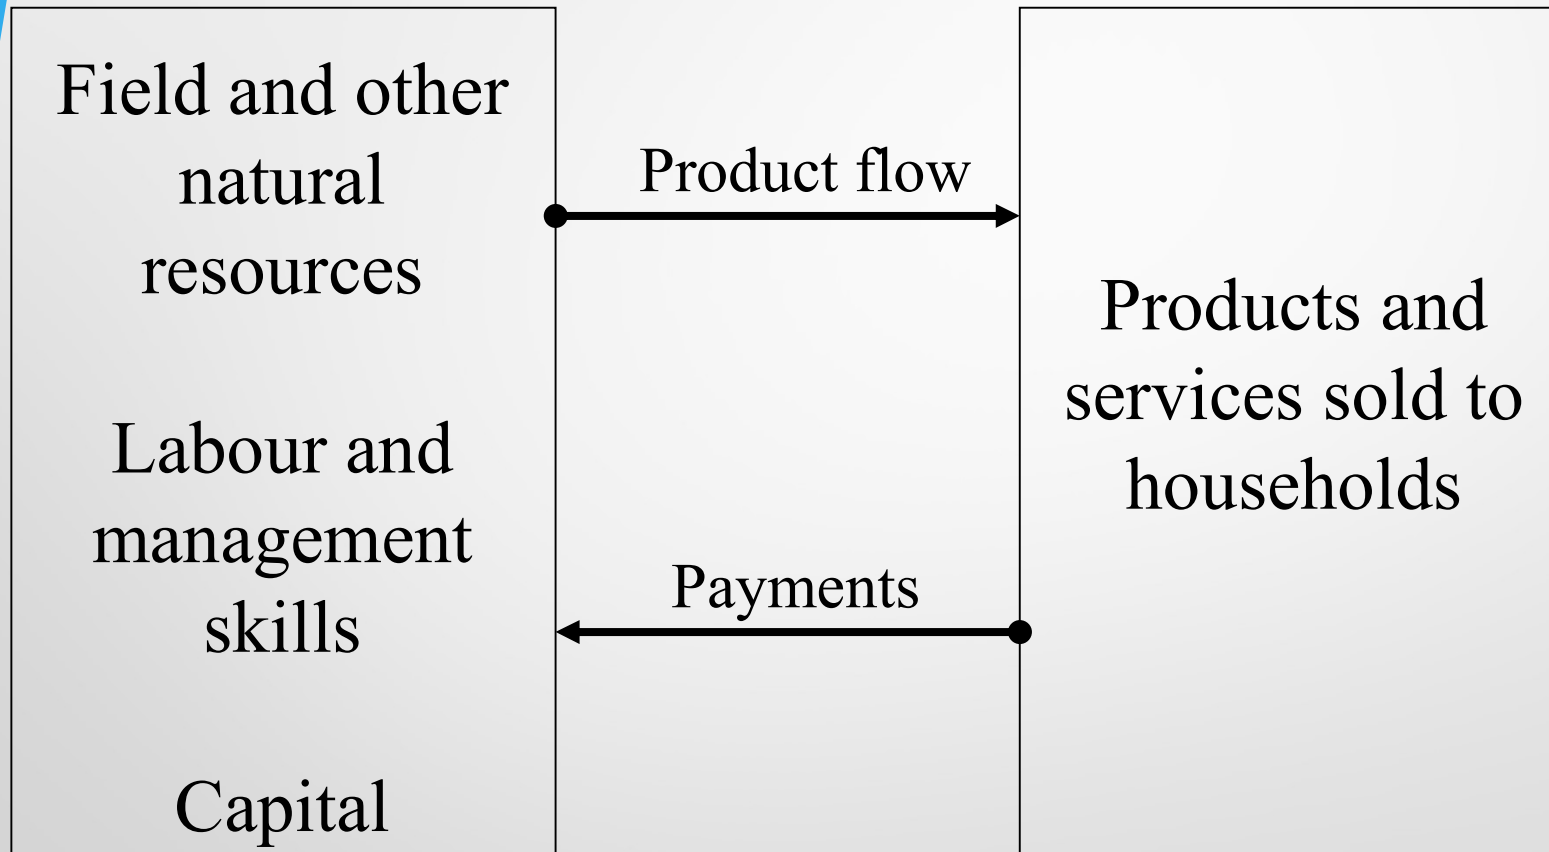 Field and other
natural
resources
Labour and
management
skills
Capital
Product flow
Payments
Products and
services sold to
households